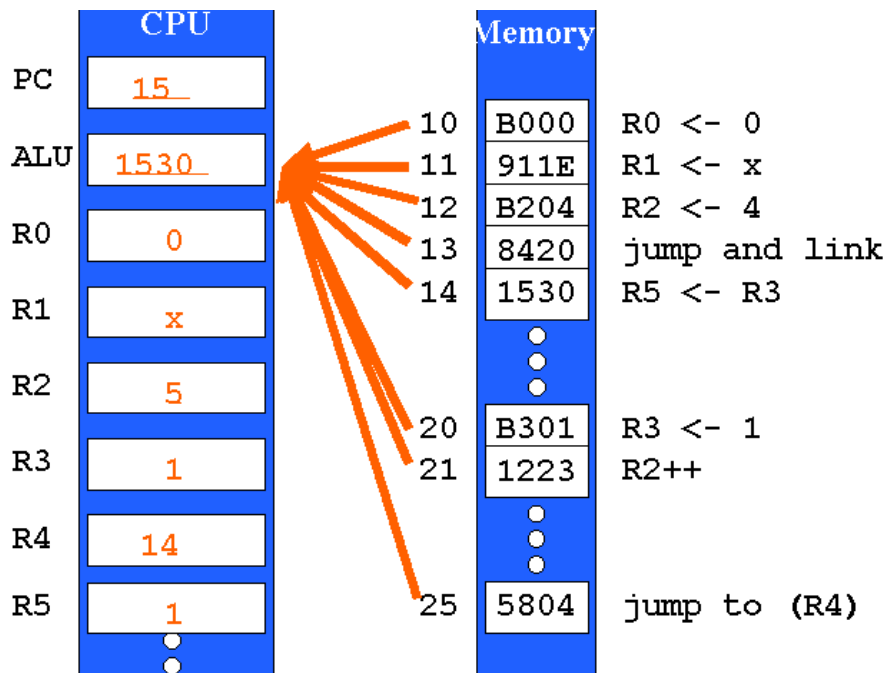 CPU
Memory
PC 15
ALU 1530
R0 0
R1 x
R2 5
R3 1
R4 14
R5 1
10 B000 R0 <- 0
11 911E R1 <- x
12 B204 R2 <- 4
13 8420 jump and link
14 1530 R5 <- R3
20 B301 R3 <- 1
21 1223 R2++
25 5804 jump to (R4)